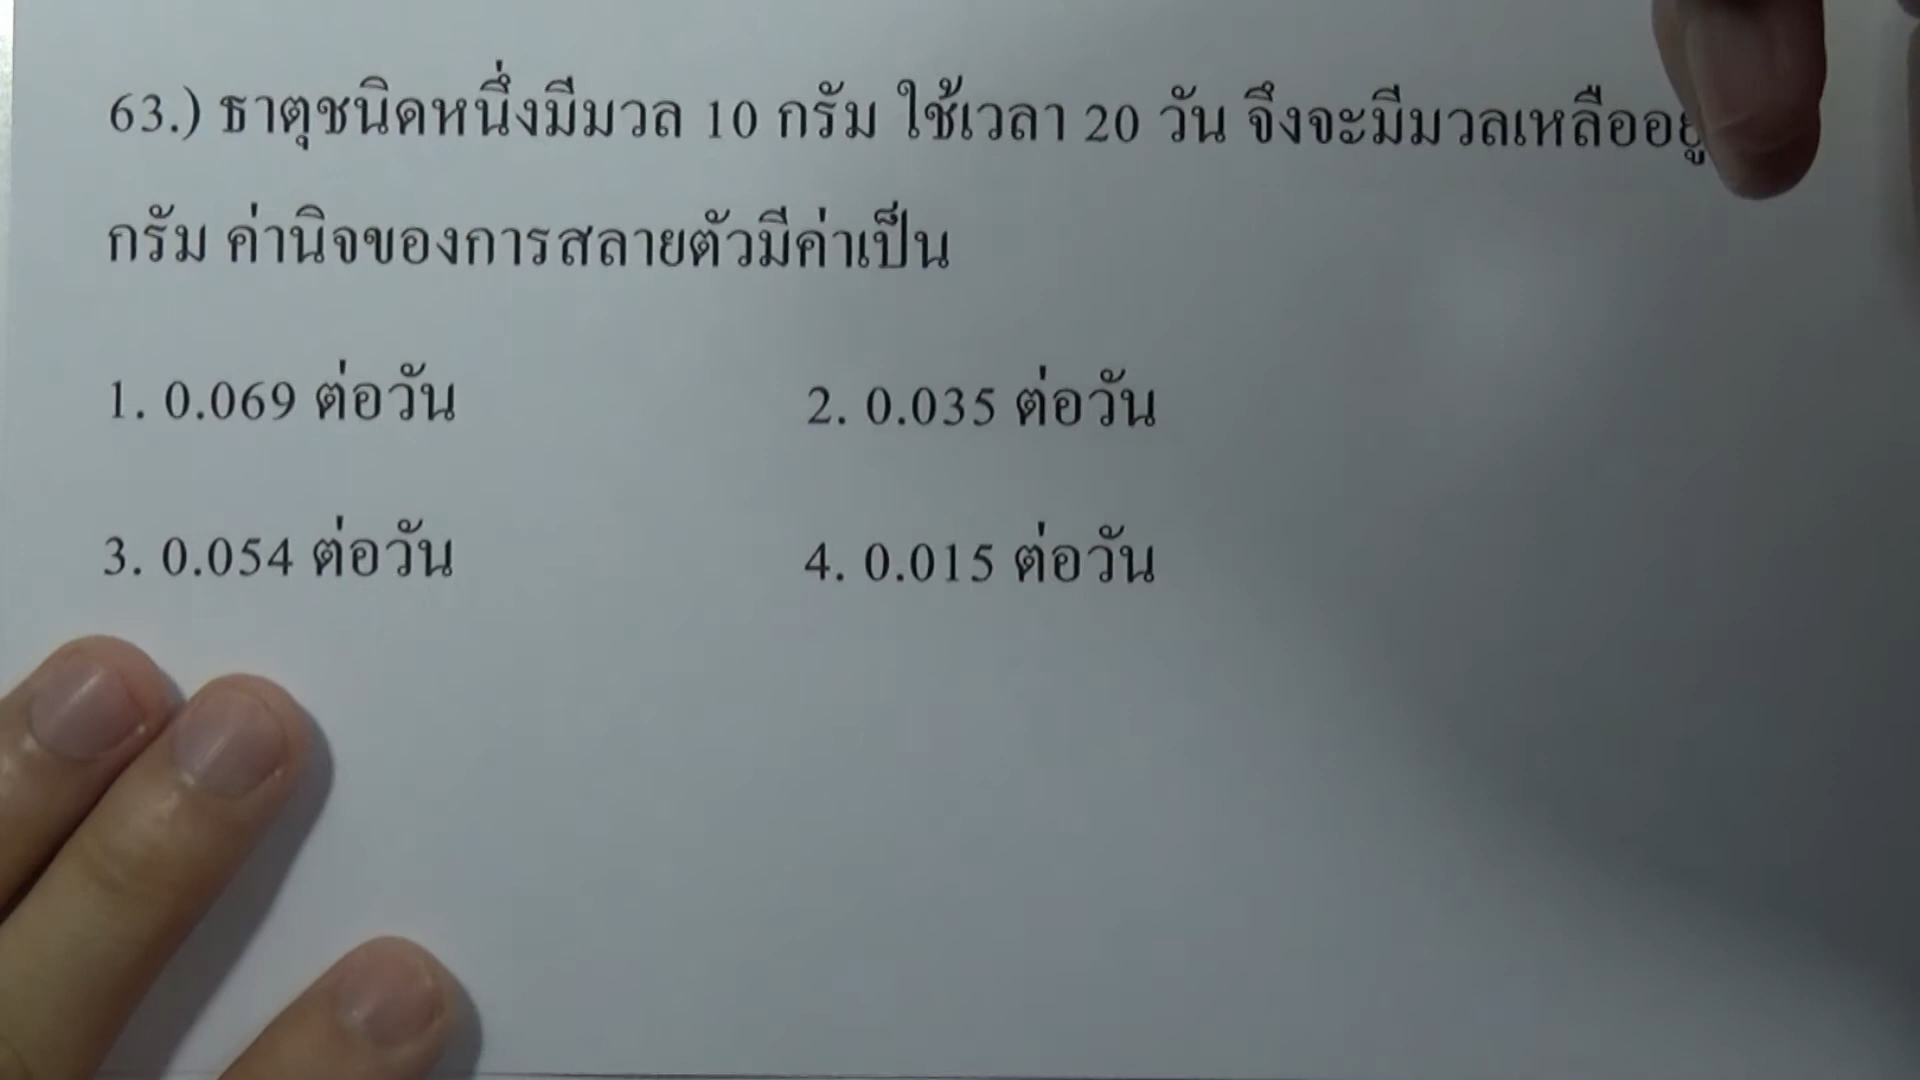 63.) ธาตุชนิดหนึ่งมีมวล 10 กรัม ใช้เวลา 20 วัน จึงจะมีมวลเหลืออยู่
กรัม ค่านิจของการสลายตัวมีค่าเป็น
1. 0.069 ต่อวัน 2. 0.035 ต่อวัน
3. 0.054 ต่อวัน 4. 0.015 ต่อวัน